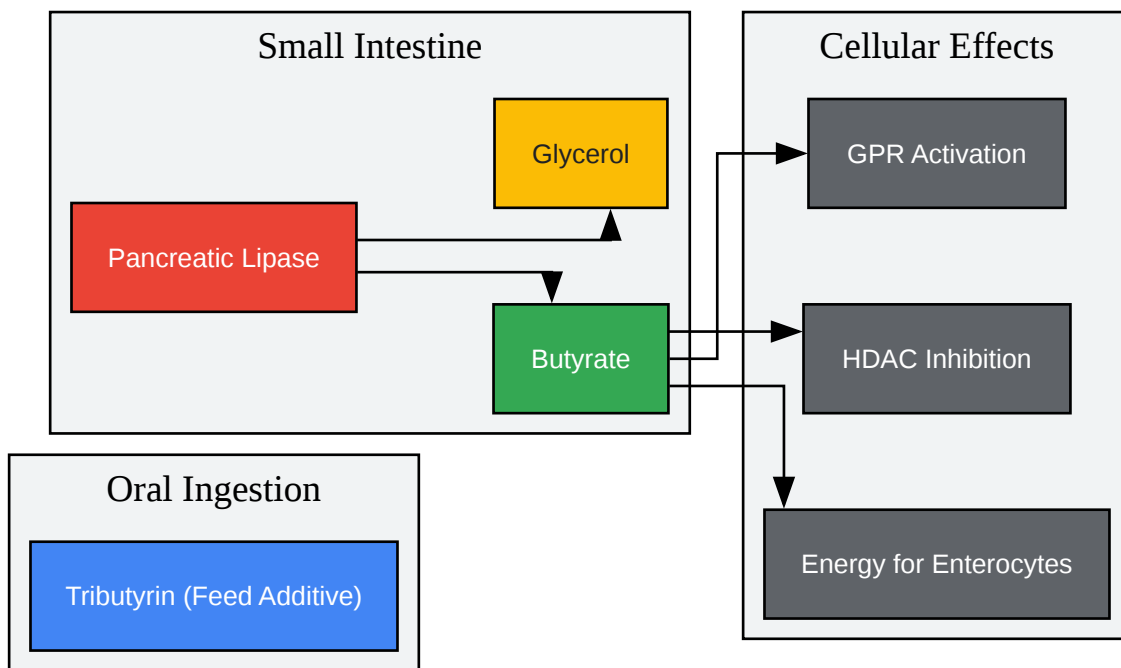 Small Intestine
Glycerol
Pancreatic Lipase
Butyrate
Cellular Effects
GPR Activation
HDAC Inhibition
Energy for Enterocytes
Oral Ingestion
Tributyrin (Feed Additive)